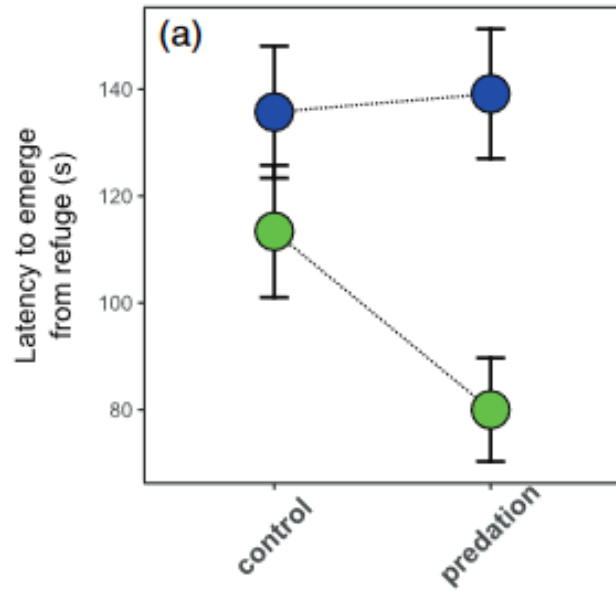 (a)
Latency to emerge
from refuge (s)
140
120
100
80
control
predation